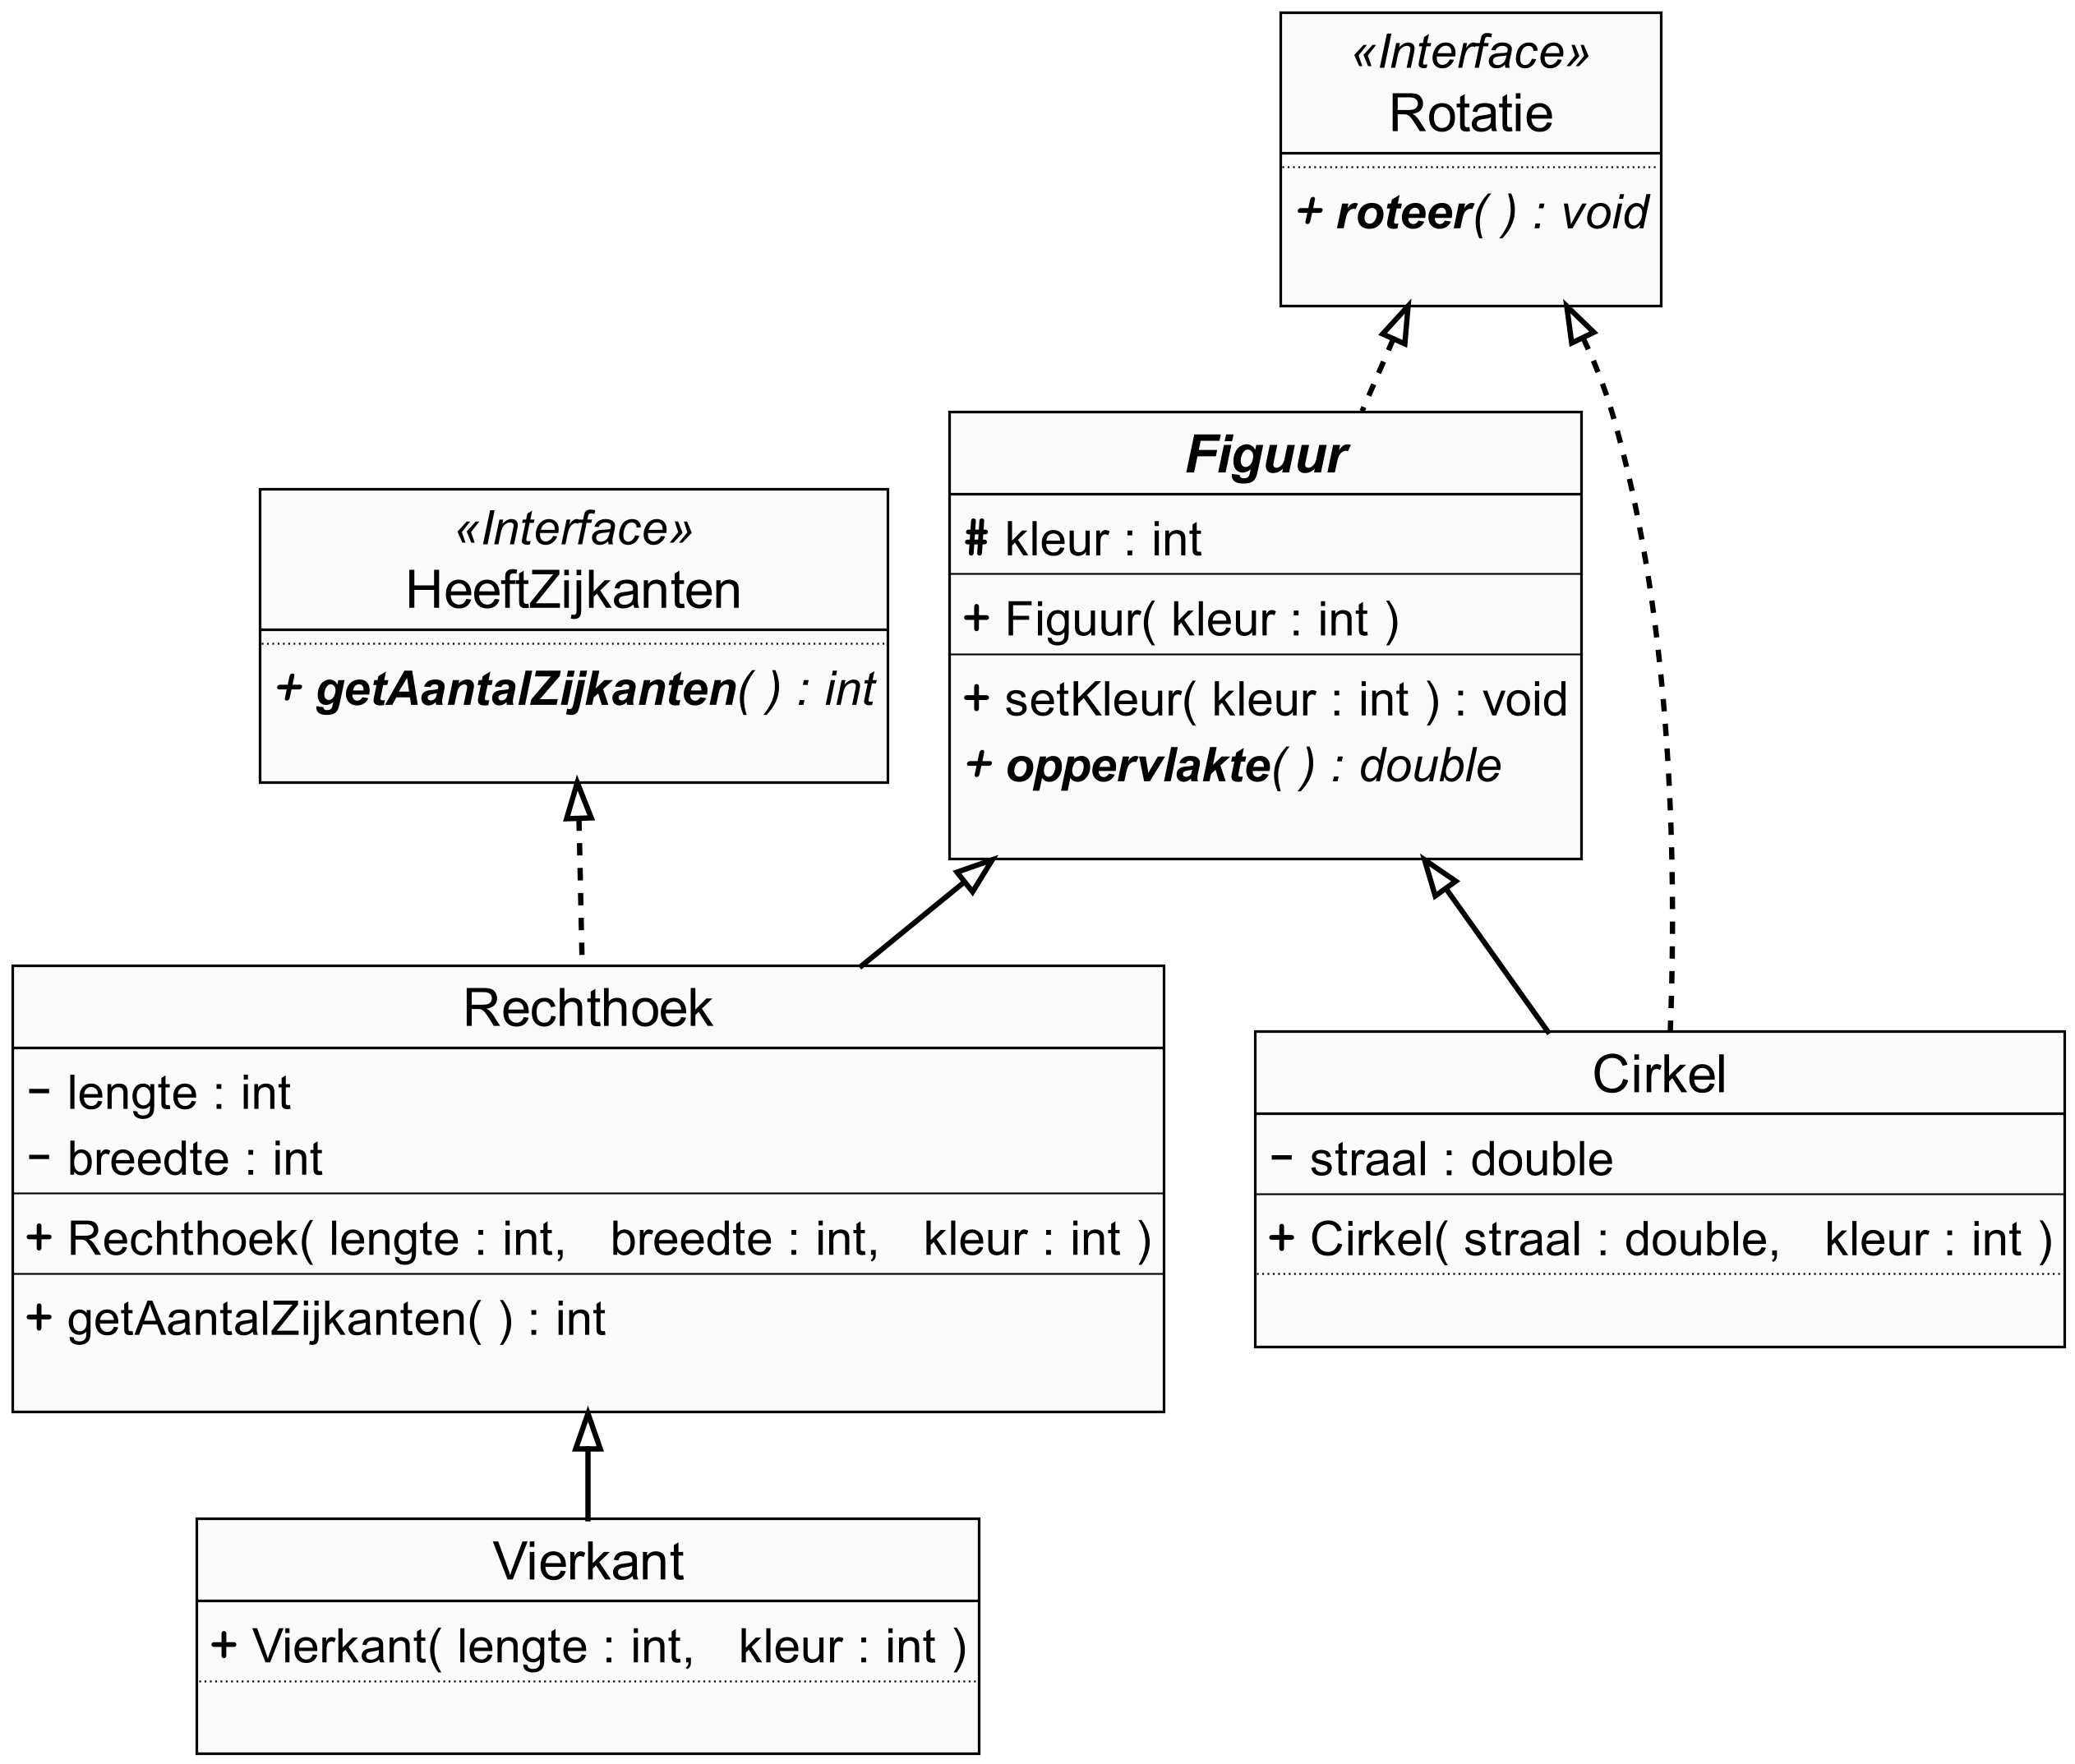 «Interface»
Rotatie
+ roteer( ) : void
Figuur
# kleur : int
+ Figuur( kleur : int )
+ setKleur( kleur : int ) : void
+ oppervlakte( ) : double
«Interface»
HeeftZijkanten
+ getAantalZijkanten( ) : int
Rechthoek
− lengte : int
− breedte : int
+ Rechthoek( lengte : int, breedte : int, kleur : int )
+ getAantalZijkanten( ) : int
Cirkel
− straal : double
+ Cirkel( straal : double, kleur : int )
Vierkant
+ Vierkant( lengte : int, kleur : int )